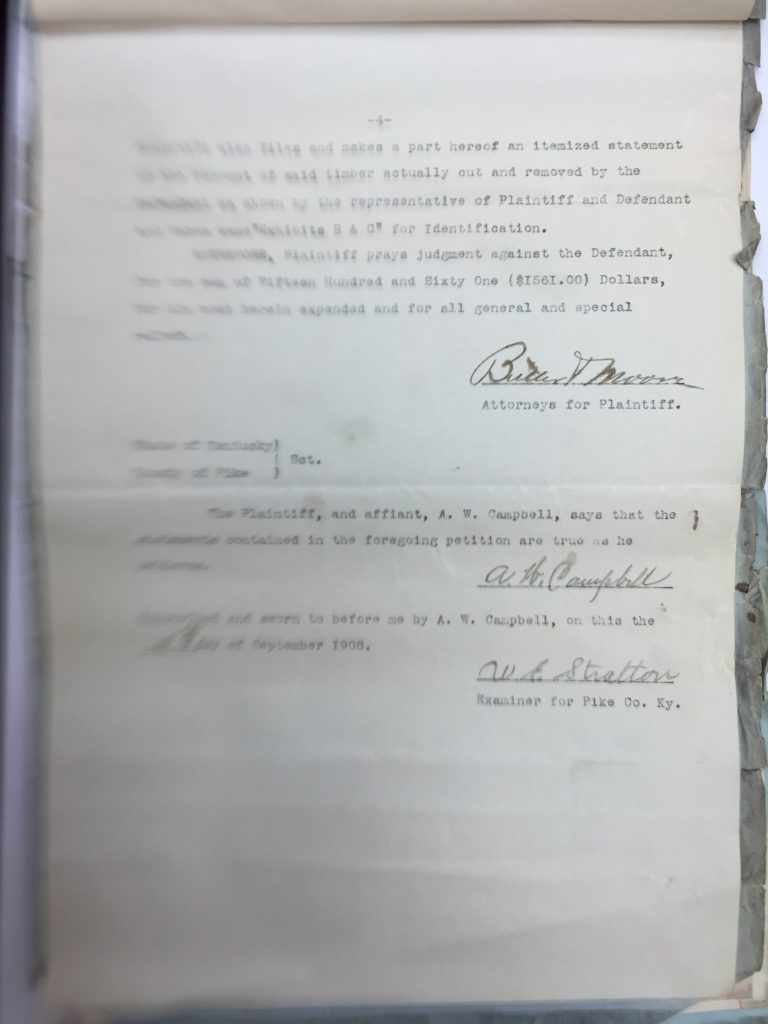 -4-
Plaintiff also files and makes a part hereof an itemized statement
of the amount of said timber actually cut and removed by the
defendant as shown by the representative of Plaintiff and Defendant
and marks same "Exhibits B & C" for Identification.
WHEREFORE, Plaintiff prays judgment against the Defendant,
for the sum of Fifteen Hundred and Sixty One ($1561.00) Dollars,
for his cost herein expended and for all general and special
relief.
Moore
Attorneys for Plaintiff.
State of Kentucky)
( Sct.
County of Pike )
The Plaintiff, and affiant, A. W. Campbell, says that the
statements contained in the foregoing petition are true as he
believes.
A. W. Campbell
Subscribed and sworn to before me by A. W. Campbell, on this the
day of September 1908.
W E Stratton
Examiner for Pike Co. Ky.